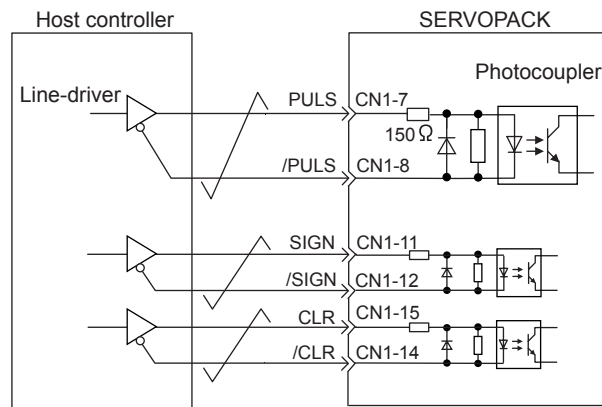 Host controller
SERVOPACK
Photocoupler
Line-driver
PULS CN1-7
150 Ω
/PULS CN1-8
SIGN CN1-11
/SIGN CN1-12
CLR CN1-15
/CLR CN1-14